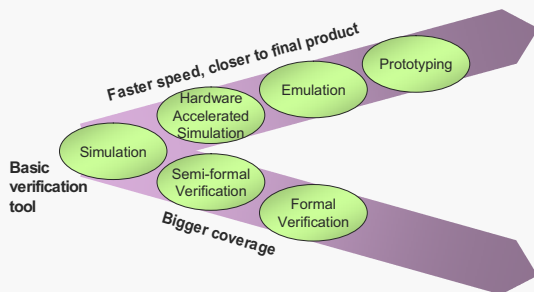 Faster speed, closer to final product
Prototyping
Emulation
Hardware
Accelerated
Simulation
Simulation
Basic
verification
tool
Semi-formal
Verification
Formal
Verification
Bigger coverage